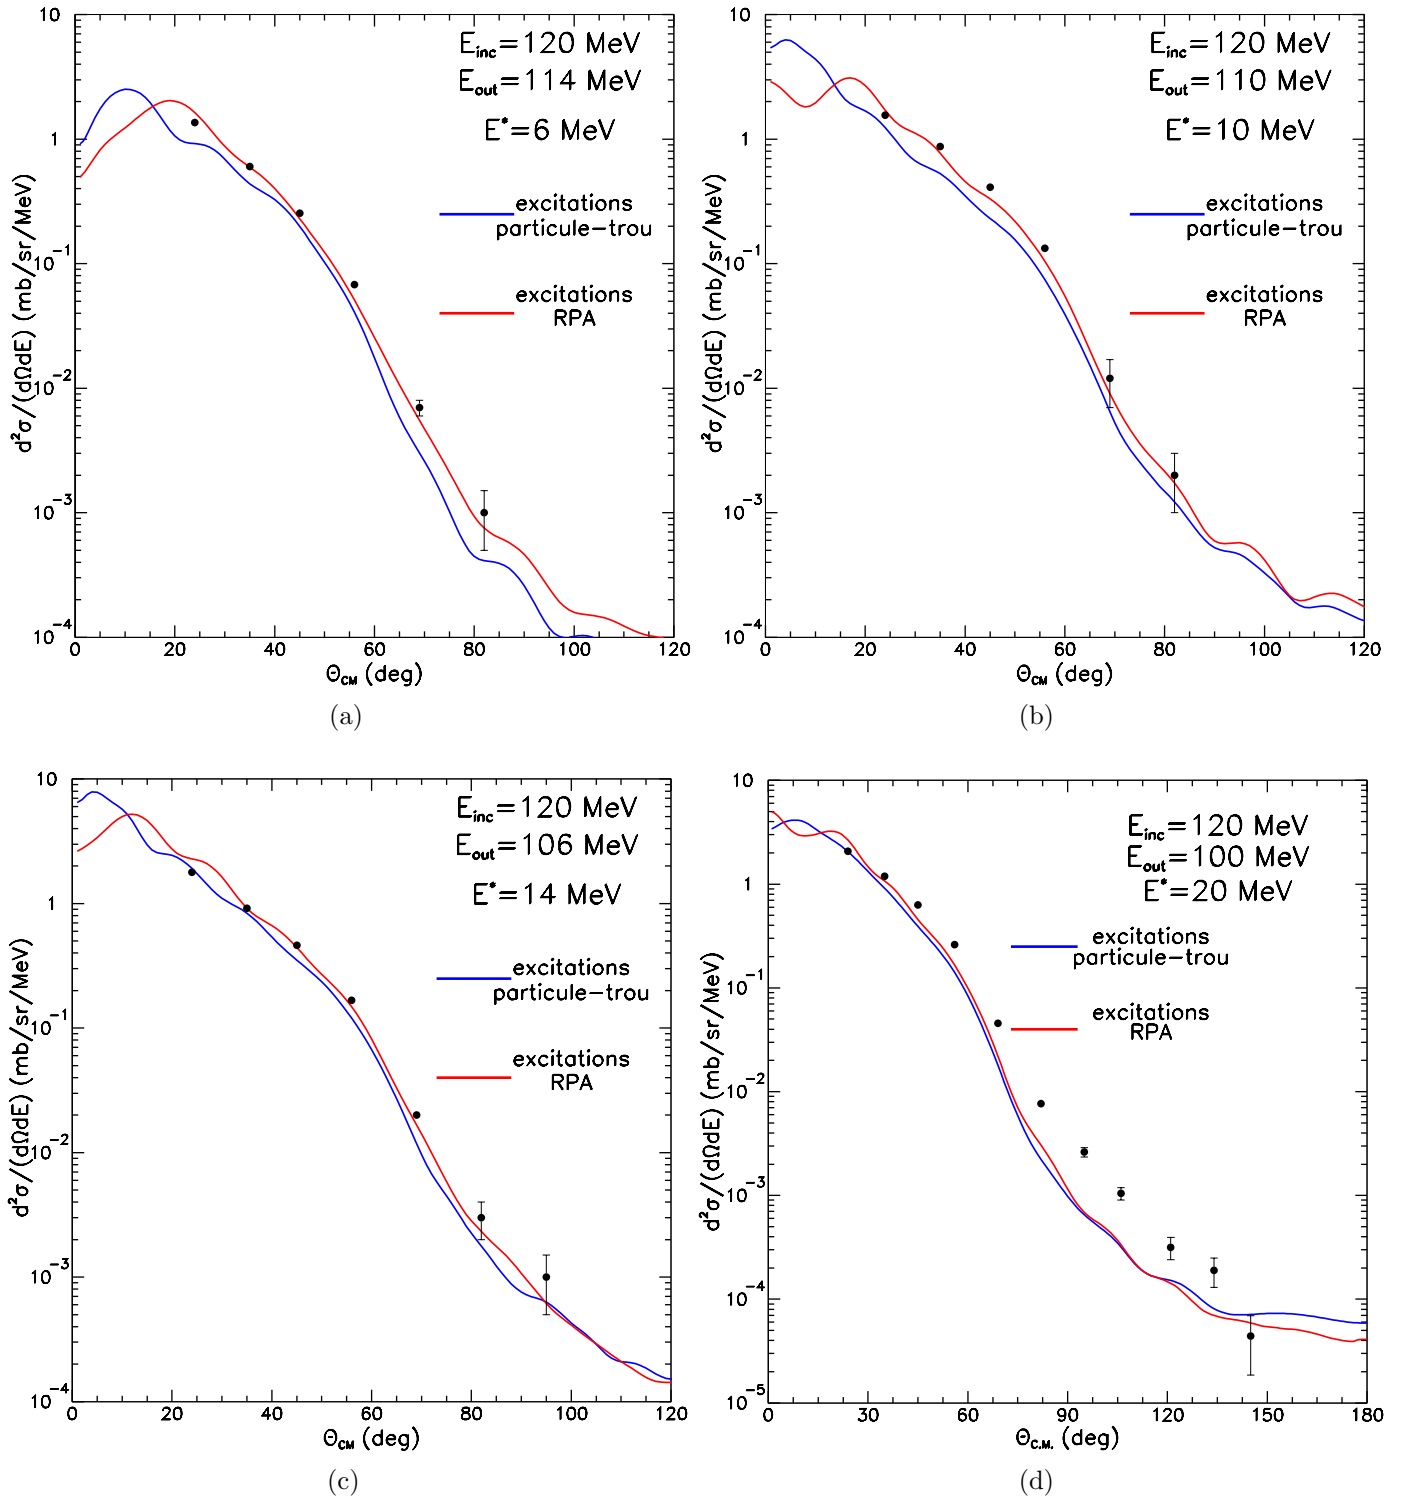 E_inc=120 MeV
E_out=114 MeV
E*=6 MeV
excitations
particule-trou
excitations
RPA
d²σ/(dΩdE) (mb/sr/MeV)
10
1
10⁻¹
10⁻²
10⁻³
10⁻⁴
0 20 40 60 80 100 120
Θ_CM (deg)
(a)
E_inc=120 MeV
E_out=110 MeV
E*=10 MeV
excitations
particule-trou
excitations
RPA
d²σ/(dΩdE) (mb/sr/MeV)
10
1
10⁻¹
10⁻²
10⁻³
10⁻⁴
0 20 40 60 80 100 120
Θ_CM (deg)
(b)
E_inc=120 MeV
E_out=106 MeV
E*=14 MeV
excitations
particule-trou
excitations
RPA
d²σ/(dΩdE) (mb/sr/MeV)
10
1
10⁻¹
10⁻²
10⁻³
10⁻⁴
0 20 40 60 80 100 120
Θ_CM (deg)
(c)
E_inc=120 MeV
E_out=100 MeV
E*=20 MeV
excitations
particule-trou
excitations
RPA
d²σ/(dΩdE) (mb/sr/MeV)
10
1
10⁻¹
10⁻²
10⁻³
10⁻⁴
10⁻⁵
0 30 60 90 120 150 180
Θ_C.M. (deg)
(d)